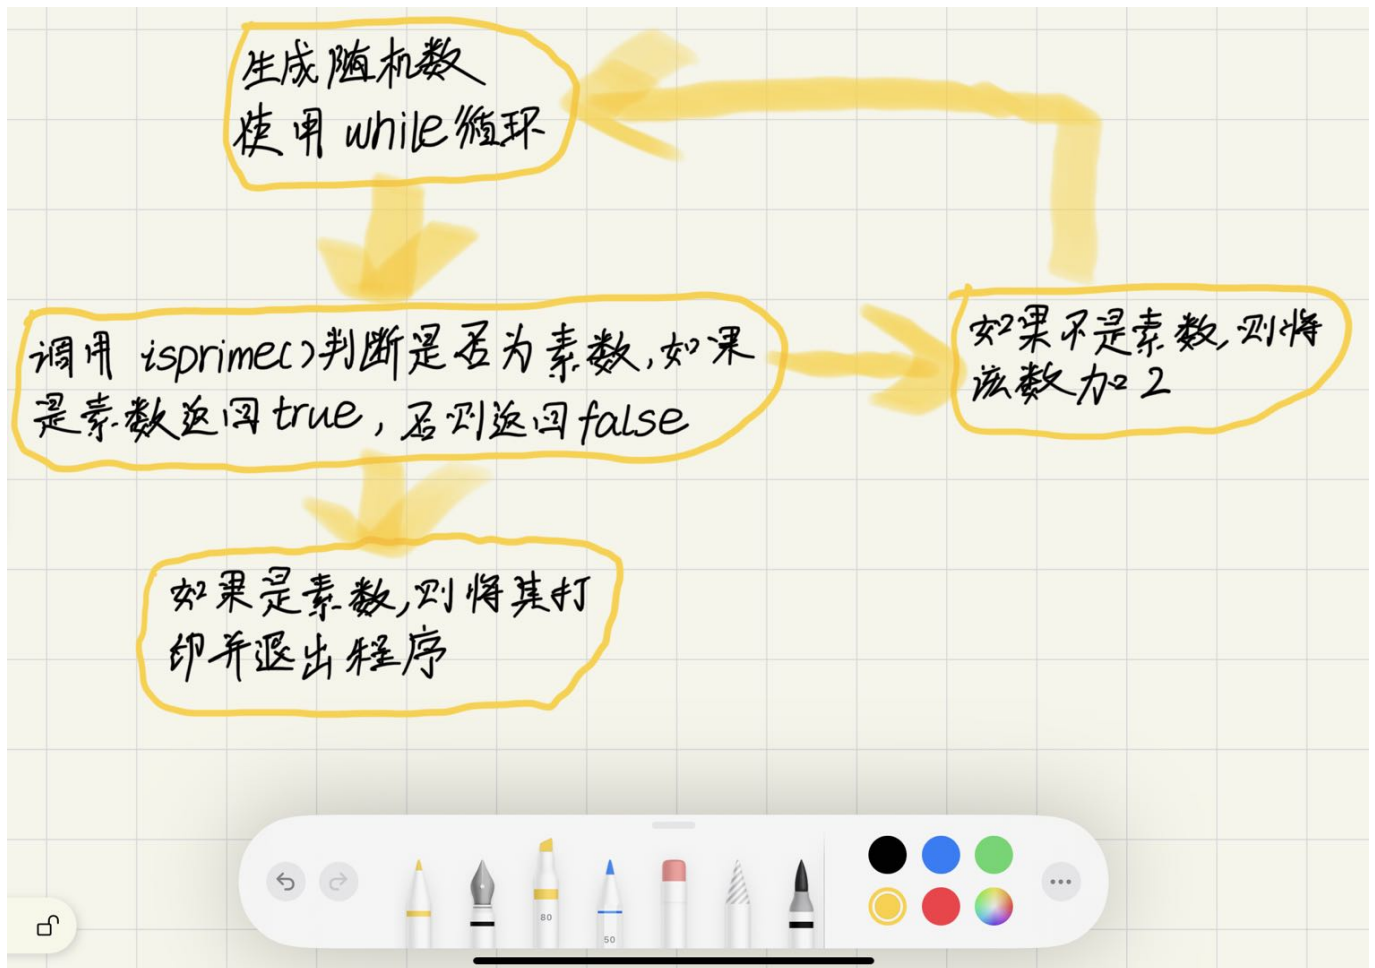 生成随机数
使用 while循环
调用 isprime()判断是否为素数,如果
是素数返回true,否则返回false
如果不是素数,则将
该数加2
如果是素数,则将其打
印并退出程序
80
50